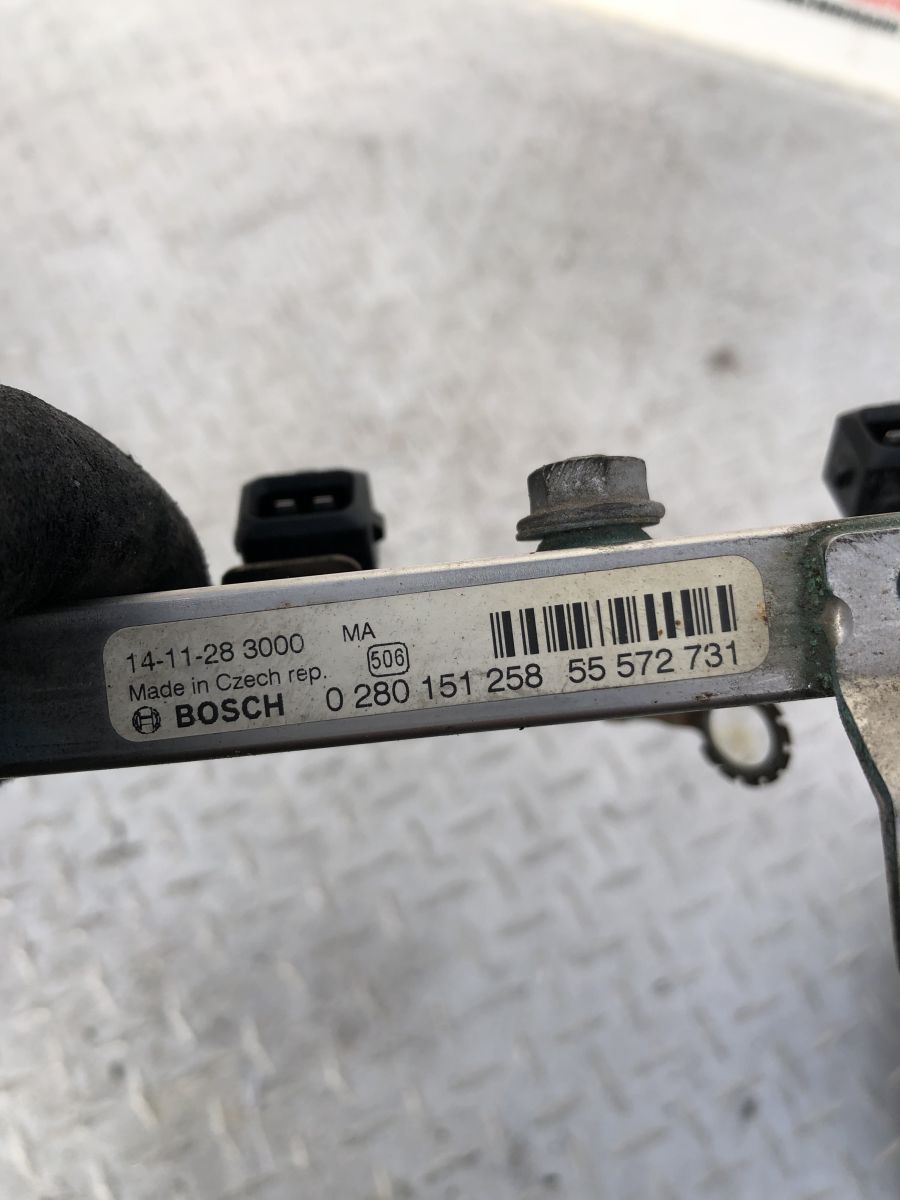 14-11-28 3000 MA
Made in Czech rep. 506
BOSCH 0 280 151 258 55 572 731